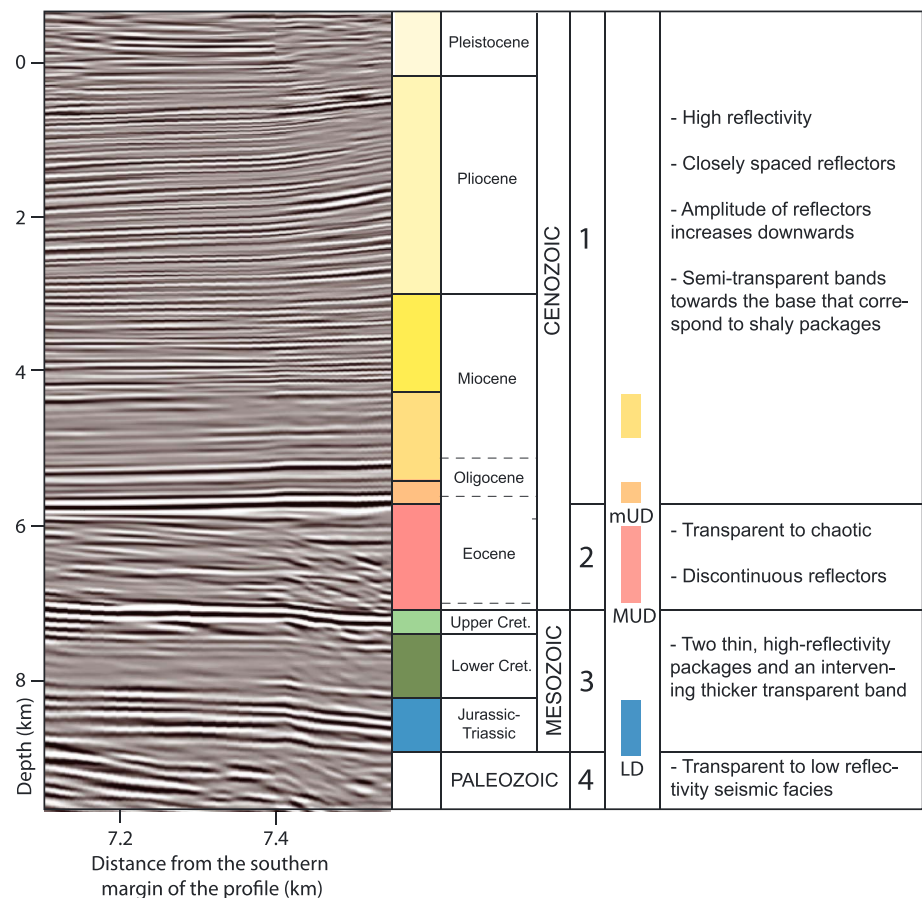 0
2
4
6
8
Depth (km)
7.2
7.4
Distance from the southern
margin of the profile (km)
Pleistocene
Pliocene
Miocene
Oligocene
Eocene
Upper Cret.
Lower Cret.
Jurassic-
Triassic
PALEOZOIC
CENOZOIC
MESOZOIC
1
2
3
4
mUD
MUD
LD
- High reflectivity
- Closely spaced reflectors
- Amplitude of reflectors
increases downwards
- Semi-transparent bands
towards the base that corre-
spond to shaly packages
- Transparent to chaotic
- Discontinuous reflectors
- Two thin, high-reflectivity
packages and an interven-
ing thicker transparent band
- Transparent to low reflec-
tivity seismic facies